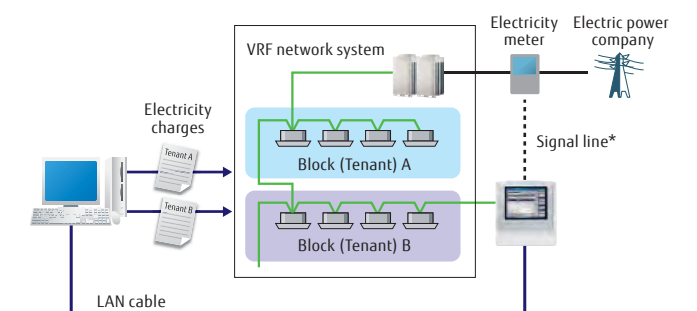 Electricity
meter
Electric power
company
VRF network system
Electricity
charges
Tenant A
Block (Tenant) A
Signal line*
Tenant B
Block (Tenant) B
LAN cable